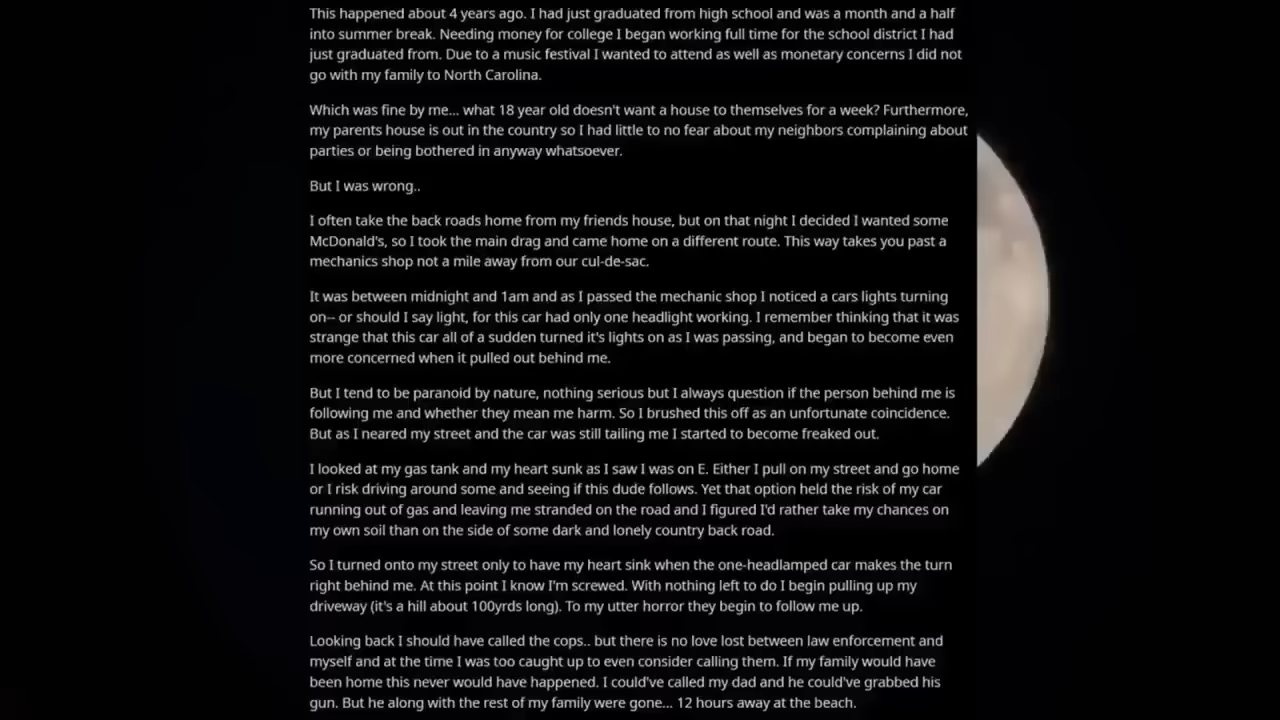 This happened about 4 years ago. I had just graduated from high school and was a month and a half
into summer break. Needing money for college I began working full time for the school district I had
just graduated from. Due to a music festival I wanted to attend as well as monetary concerns I did not
go with my family to North Carolina.
Which was fine by me... what 18 year old doesn't want a house to themselves for a week? Furthermore,
my parents house is out in the country so I had little to no fear about my neighbors complaining about
parties or being bothered in anyway whatsoever.
But I was wrong..
I often take the back roads home from my friends house, but on that night I decided I wanted some
McDonald's, so I took the main drag and came home on a different route. This way takes you past a
mechanics shop not a mile away from our cul-de-sac.
It was between midnight and 1am and as I passed the mechanic shop I noticed a cars lights turning
on-- or should I say light, for this car had only one headlight working. I remember thinking that it was
strange that this car all of a sudden turned it's lights on as I was passing, and began to become even
more concerned when it pulled out behind me.
But I tend to be paranoid by nature, nothing serious but I always question if the person behind me is
following me and whether they mean me harm. So I brushed this off as an unfortunate coincidence.
But as I neared my street and the car was still tailing me I started to become freaked out.
I looked at my gas tank and my heart sunk as I saw I was on E. Either I pull on my street and go home
or I risk driving around some and seeing if this dude follows. Yet that option held the risk of my car
running out of gas and leaving me stranded on the road and I figured I'd rather take my chances on
my own soil than on the side of some dark and lonely country back road.
So I turned onto my street only to have my heart sink when the one-headlamped car makes the turn
right behind me. At this point I know I'm screwed. With nothing left to do I begin pulling up my
driveway (it's a hill about 100yrds long). To my utter horror they begin to follow me up.
Looking back I should have called the cops.. but there is no love lost between law enforcement and
myself and at the time I was too caught up to even consider calling them. If my family would have
been home this never would have happened. I could've called my dad and he could've grabbed his
gun. But he along with the rest of my family were gone... 12 hours away at the beach.